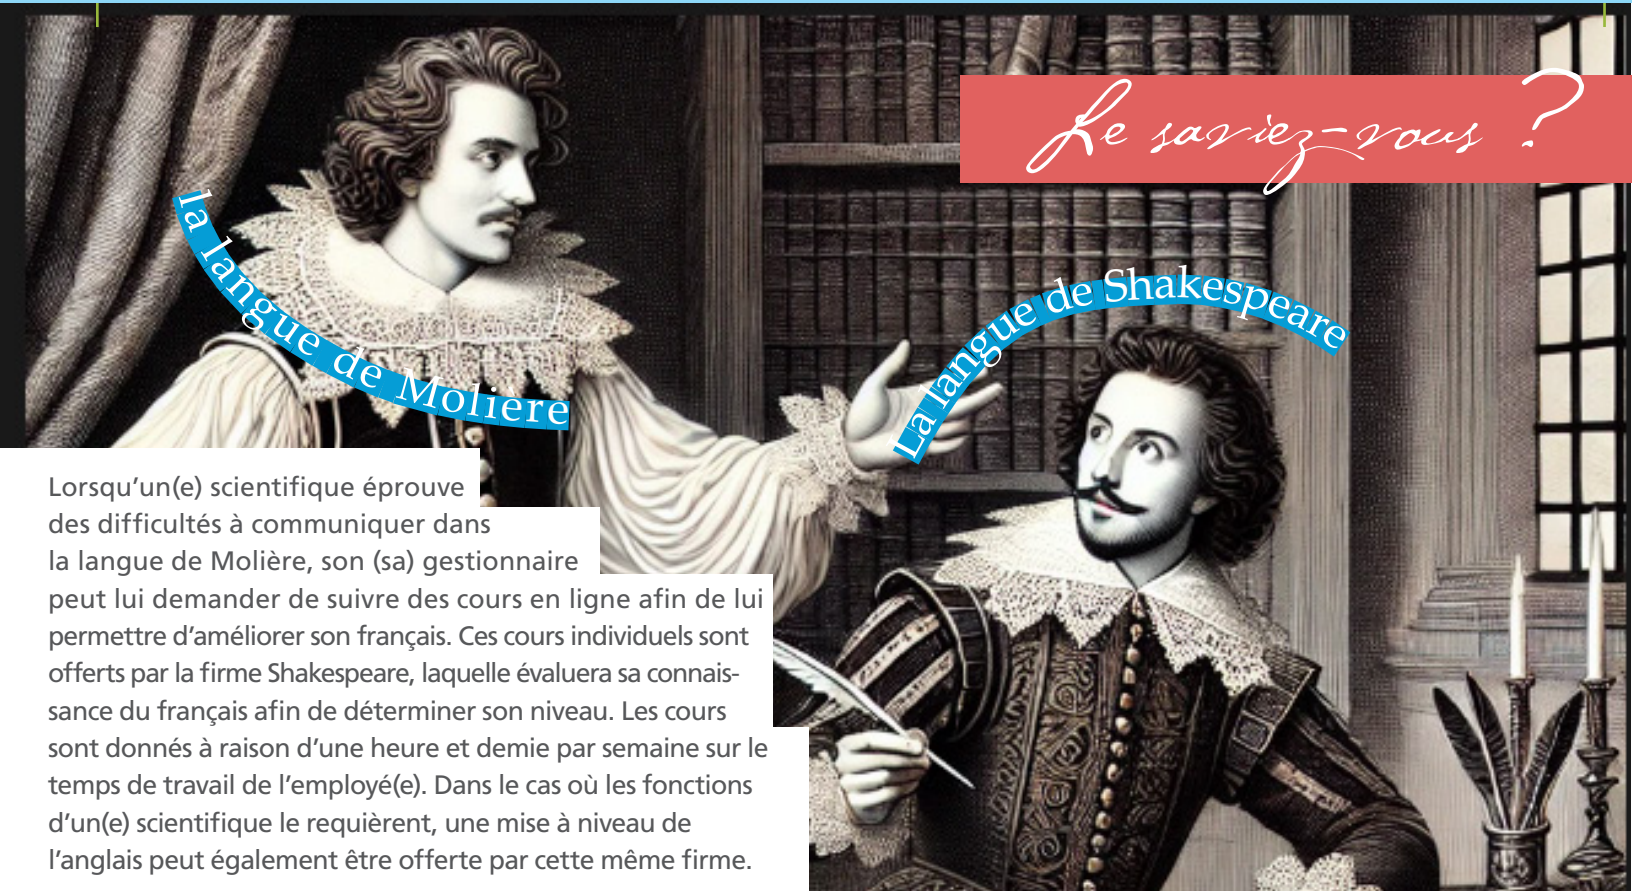 Le saviez-vous ?
la langue de Molière
La langue de Shakespeare
Lorsqu’un(e) scientifique éprouve
des difficultés à communiquer dans
la langue de Molière, son (sa) gestionnaire
peut lui demander de suivre des cours en ligne afin de lui
permettre d’améliorer son français. Ces cours individuels sont
offerts par la firme Shakespeare, laquelle évaluera sa connais-
sance du français afin de déterminer son niveau. Les cours
sont donnés à raison d’une heure et demie par semaine sur le
temps de travail de l’employé(e). Dans le cas où les fonctions
d’un(e) scientifique le requièrent, une mise à niveau de
l’anglais peut également être offerte par cette même firme.